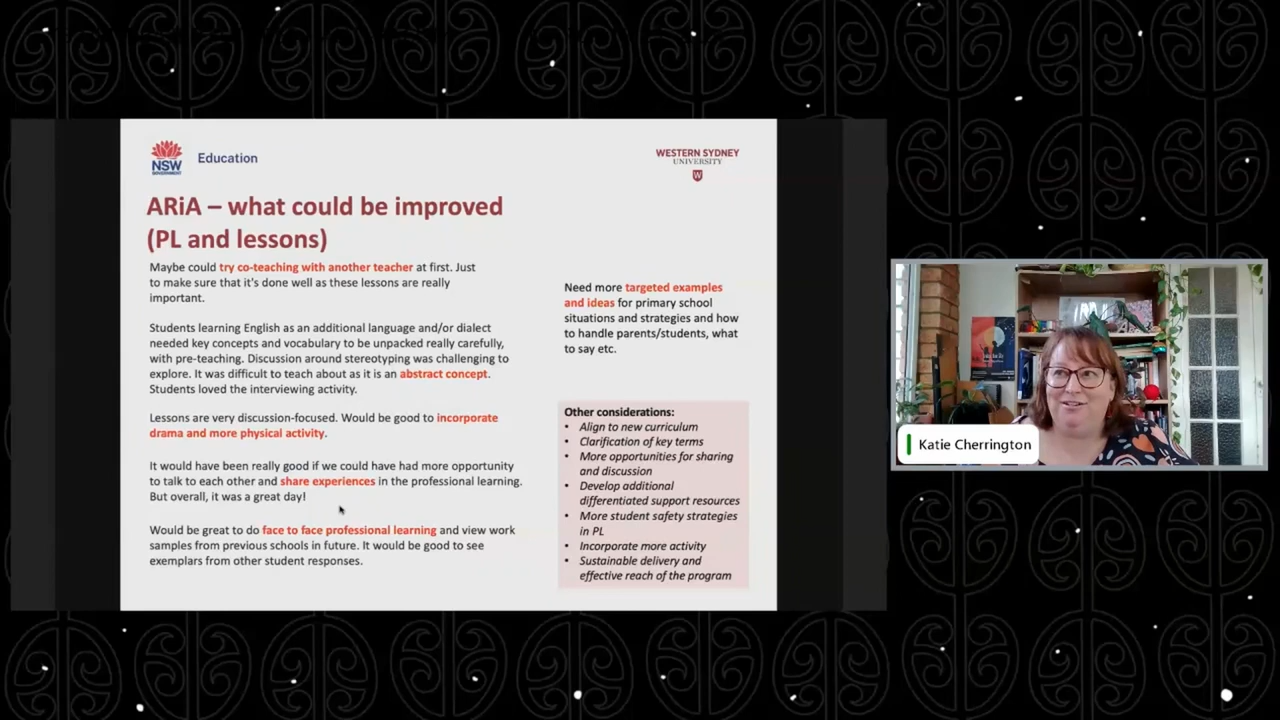 NSW
GOVERNMENT
Education
WESTERN SYDNEY
UNIVERSITY
W
ARiA – what could be improved
(PL and lessons)
Maybe could try co-teaching with another teacher at first. Just
to make sure that it's done well as these lessons are really
important.
Students learning English as an additional language and/or dialect
needed key concepts and vocabulary to be unpacked really carefully,
with pre-teaching. Discussion around stereotyping was challenging to
explore. It was difficult to teach about as it is an abstract concept.
Students loved the interviewing activity.
Lessons are very discussion-focused. Would be good to incorporate
drama and more physical activity.
It would have been really good if we could have had more opportunity
to talk to each other and share experiences in the professional learning.
But overall, it was a great day!
Would be great to do face to face professional learning and view work
samples from previous schools in future. It would be good to see
exemplars from other student responses.
Need more targeted examples
and ideas for primary school
situations and strategies and how
to handle parents/students, what
to say etc.
Other considerations:
• Align to new curriculum
• Clarification of key terms
• More opportunities for sharing
and discussion
• Develop additional
differentiated support resources
• More student safety strategies
in PL
• Incorporate more activity
• Sustainable delivery and
effective reach of the program
Katie Cherrington